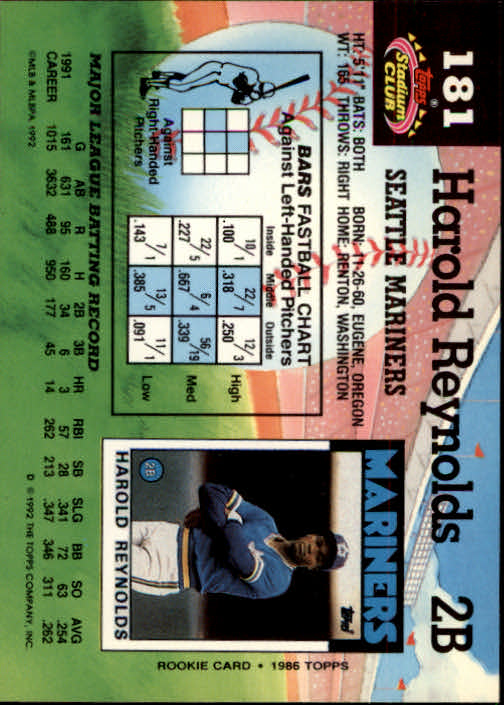 181
Topps®
Stadium
CLUB
Harold Reynolds 2B
SEATTLE MARINERS
HT: 5'11" BATS: BOTH BORN: 11-26-60, EUGENE, OREGON
WT: 165 THROWS: RIGHT HOME: RENTON, WASHINGTON
BARS FASTBALL CHART
Against Left-Handed Pitchers
Inside Middle Outside
10/1 22/7 12/3 High
.100 .318 .250
22/5 6/4 56/19 Med
.227 .667 .339
7/1 13/5 11/1 Low
.143 .385 .091
Against
Right-Handed
Pitchers
MARINERS
Topps
2B
HAROLD REYNOLDS
ROOKIE CARD • 1986 TOPPS
MAJOR LEAGUE BATTING RECORD
G AB R H 2B 3B HR RBI SB SLG BB SO AVG
1991 161 631 95 160 34 6 3 57 28 .341 72 63 .254
CAREER 1015 3632 488 950 177 45 14 262 213 .347 346 311 .262
©MLB & MLBPA 1992 D ©1992 THE TOPPS COMPANY, INC.